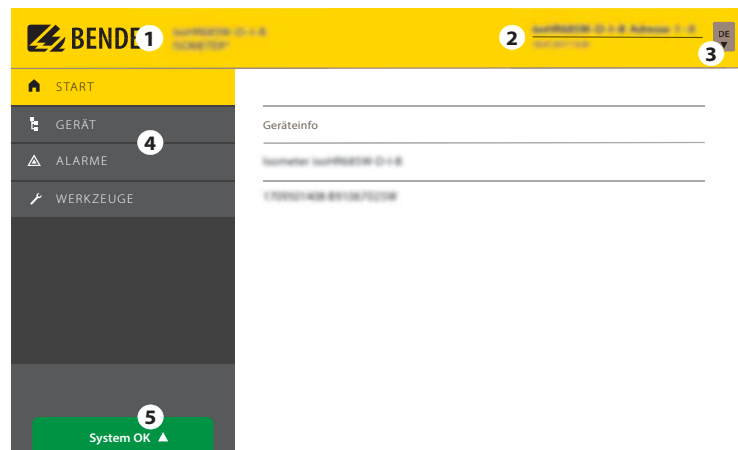 BENDE 1
2
DE
3
START
GERÄT
4
ALARME
WERKZEUGE
Geräteinfo
5
System OK